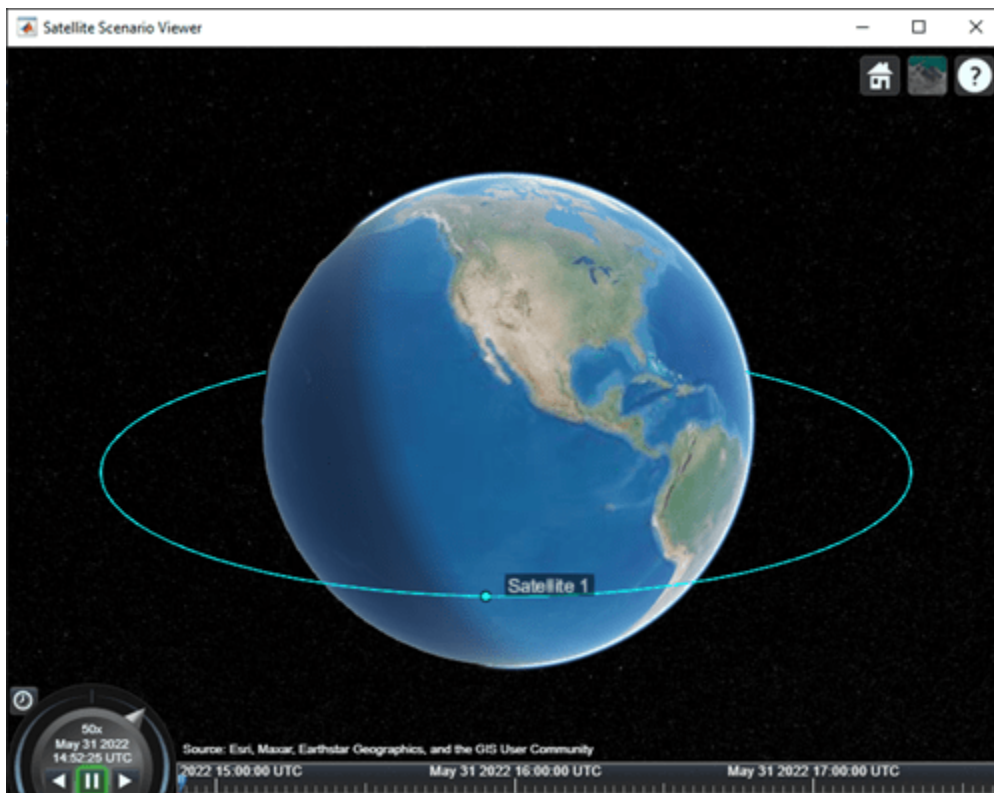 Satellite Scenario Viewer
?
Satellite 1
50x
May 31 2022
14:52:25 UTC
Source: Esri, Maxar, Earthstar Geographics, and the GIS User Community
2022 15:00:00 UTC
May 31 2022 16:00:00 UTC
May 31 2022 17:00:00 UTC